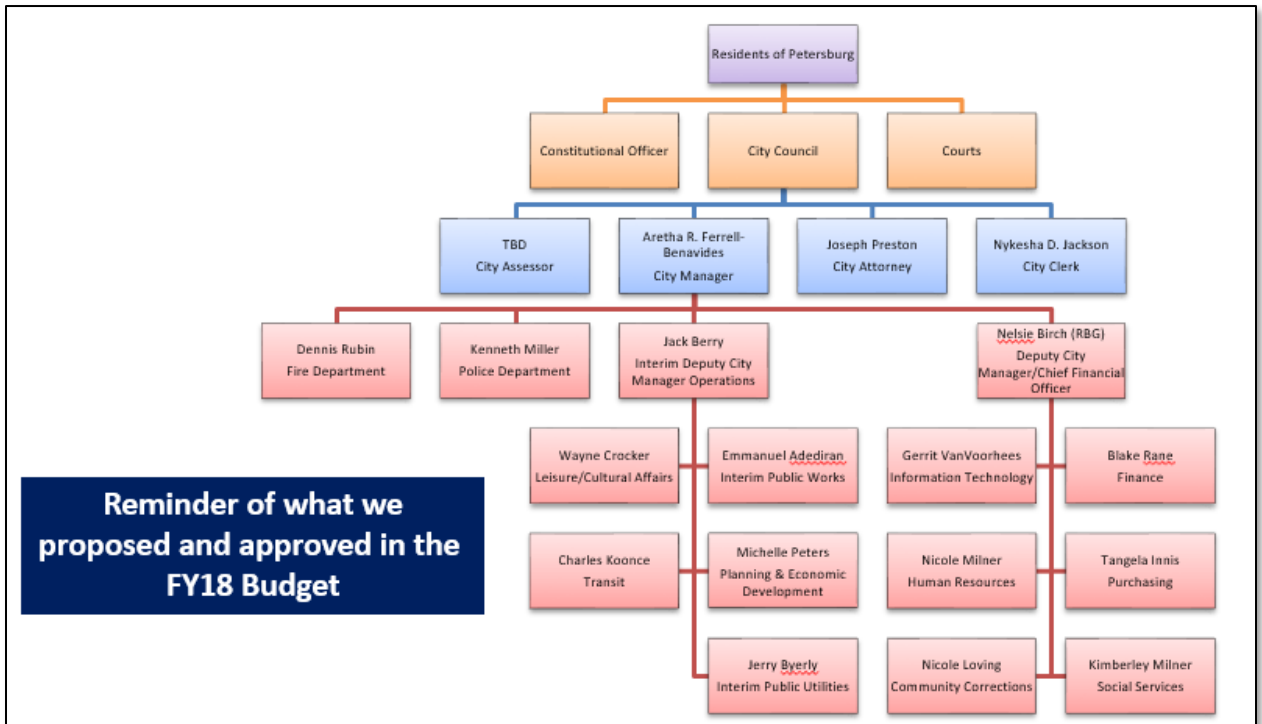 Residents of Petersburg
Constitutional Officer
City Council
Courts
TBD
City Assessor
Aretha R. Ferrell-
Benavides
City Manager
Joseph Preston
City Attorney
Nykesha D. Jackson
City Clerk
Dennis Rubin
Fire Department
Kenneth Miller
Police Department
Jack Berry
Interim Deputy City
Manager Operations
Nelsie Birch (RBG)
Deputy City
Manager/Chief Financial
Officer
Wayne Crocker
Leisure/Cultural Affairs
Emmanuel Adediran
Interim Public Works
Gerrit VanVoorhees
Information Technology
Blake Rane
Finance
Reminder of what we
proposed and approved in the
FY18 Budget
Charles Koonce
Transit
Michelle Peters
Planning & Economic
Development
Nicole Milner
Human Resources
Tangela Innis
Purchasing
Jerry Byerly
Interim Public Utilities
Nicole Loving
Community Corrections
Kimberley Milner
Social Services